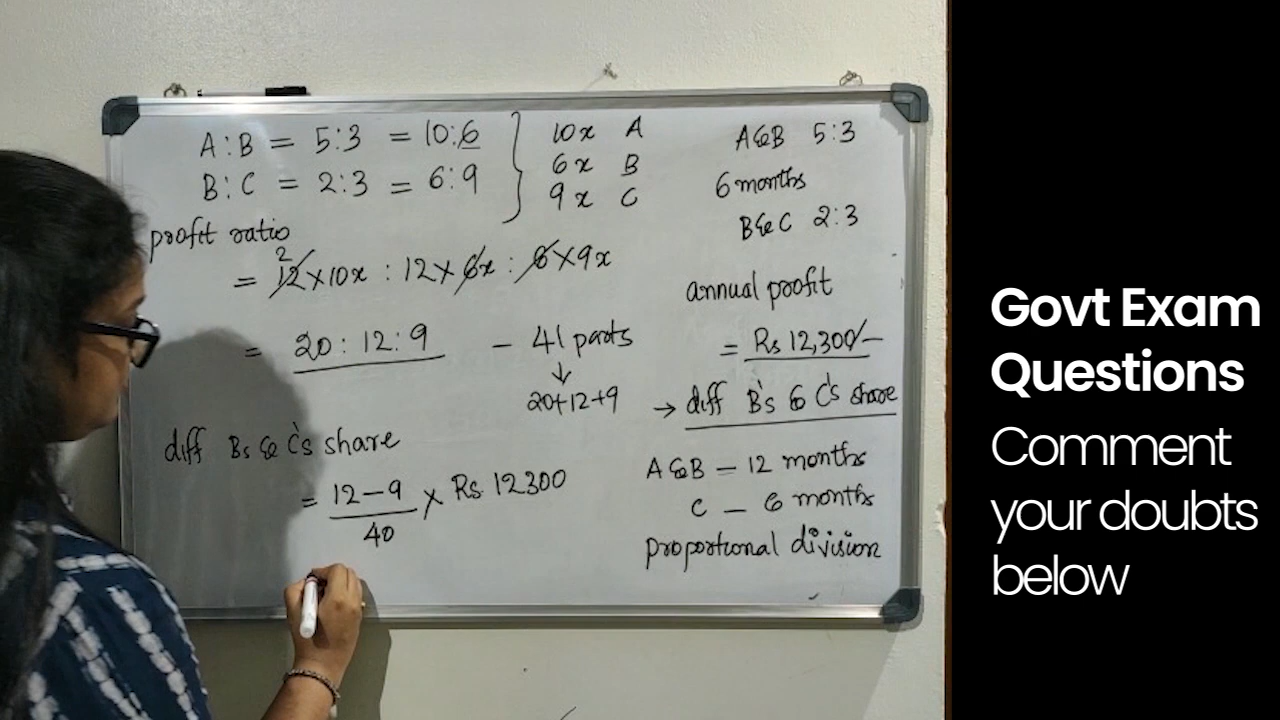 A:B = 5:3 = 10:6
B:C = 2:3 = 6:9
} 10x A
6x B
9x C
profit ratio
= 12 2 ×10x : 12×6x : 6×9x
= 20 : 12 : 9 – 41 parts
↓
20+12+9
diff Bs & C's share
= 12-9 / 40 × Rs 12300
A&B 5:3
6 months
B&C 2:3
annual profit
= Rs 12,300/-
→ diff B's & C's share
A&B – 12 months
C – 6 months
proportional division
Govt Exam
Questions
Comment
your doubts
below